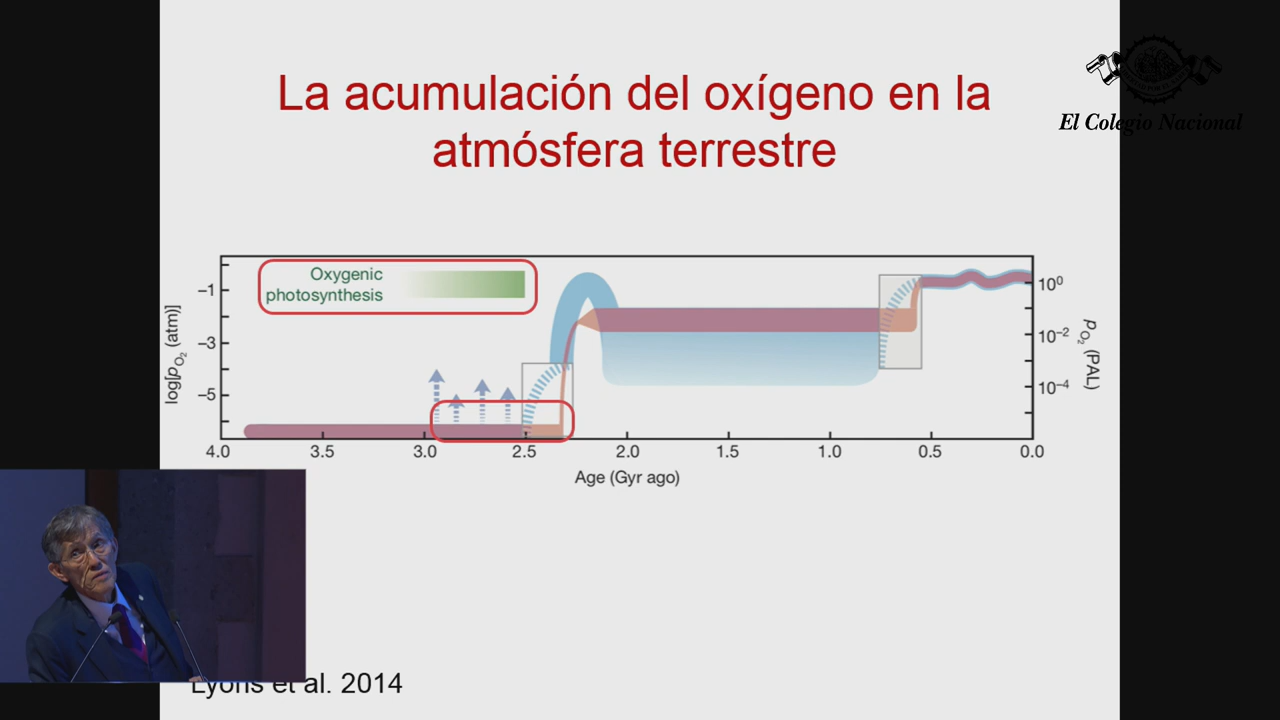 La acumulación del oxígeno en la
atmósfera terrestre
El Colegio Nacional
Oxygenic
photosynthesis
log[pO₂ (atm)]
−1
−3
−5
10⁰
10⁻²
10⁻⁴
pO₂ (PAL)
4.0 3.5 3.0 2.5 2.0 1.5 1.0 0.5 0.0
Age (Gyr ago)
Lyons et al. 2014